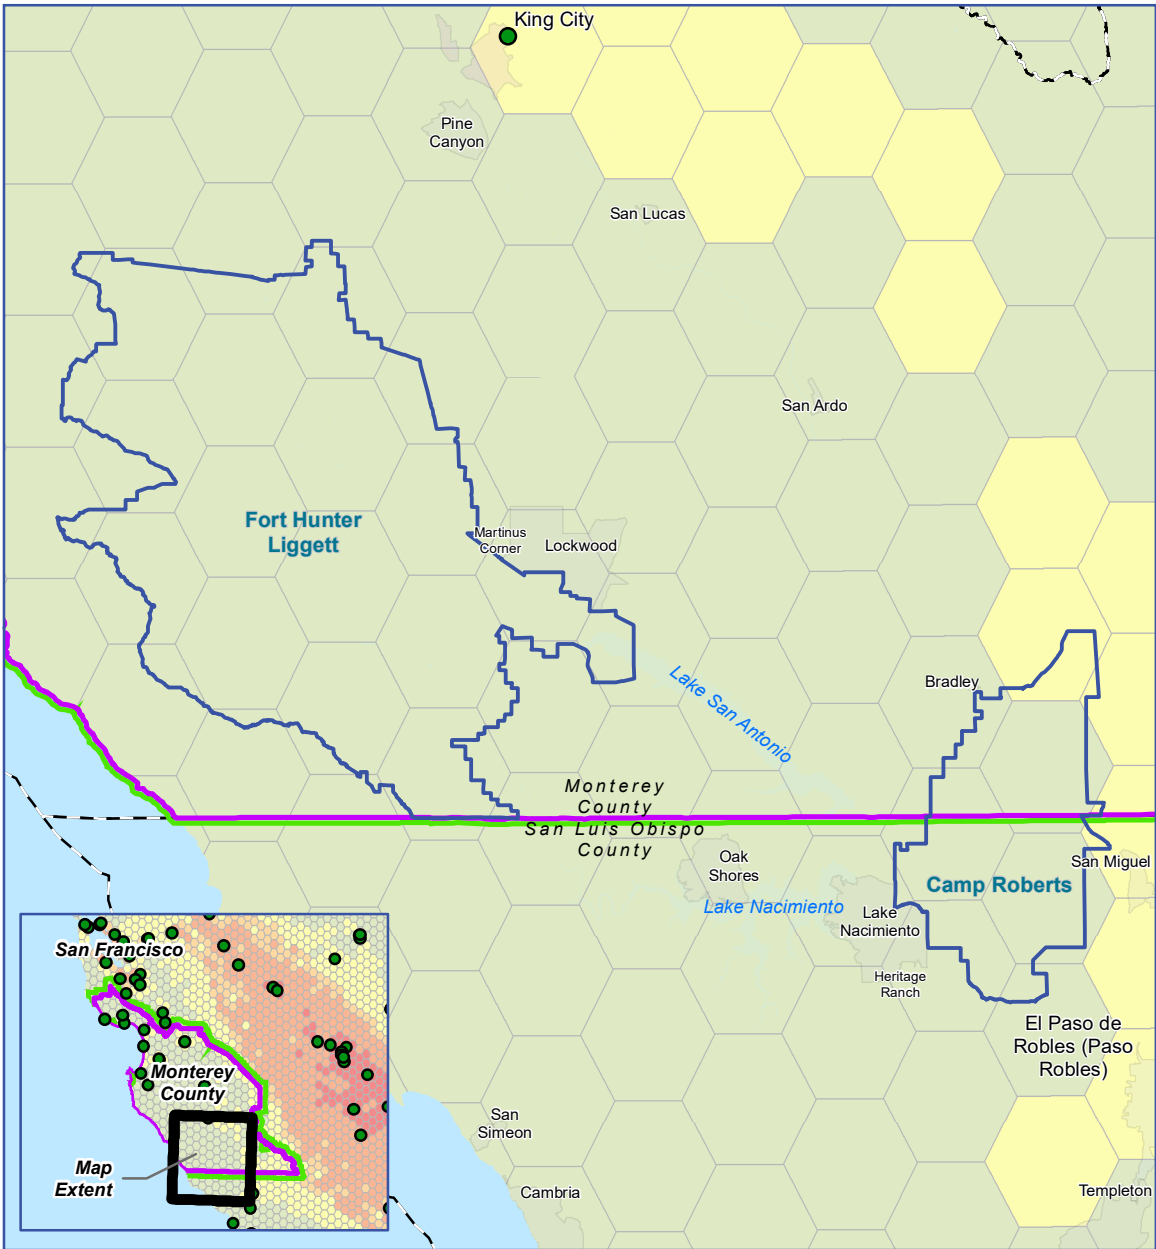 King City
Pine
Canyon
San Lucas
San Ardo
Fort Hunter
Liggett
Martinus
Corner
Lockwood
Lake San Antonio
Bradley
Monterey
County
San Luis Obispo
County
Oak
Shores
San Miguel
Camp Roberts
Lake Nacimiento
Lake
Nacimiento
Heritage
Ranch
El Paso de
Robles (Paso
Robles)
San Francisco
Monterey
County
Map
Extent
San
Simeon
Cambria
Templeton